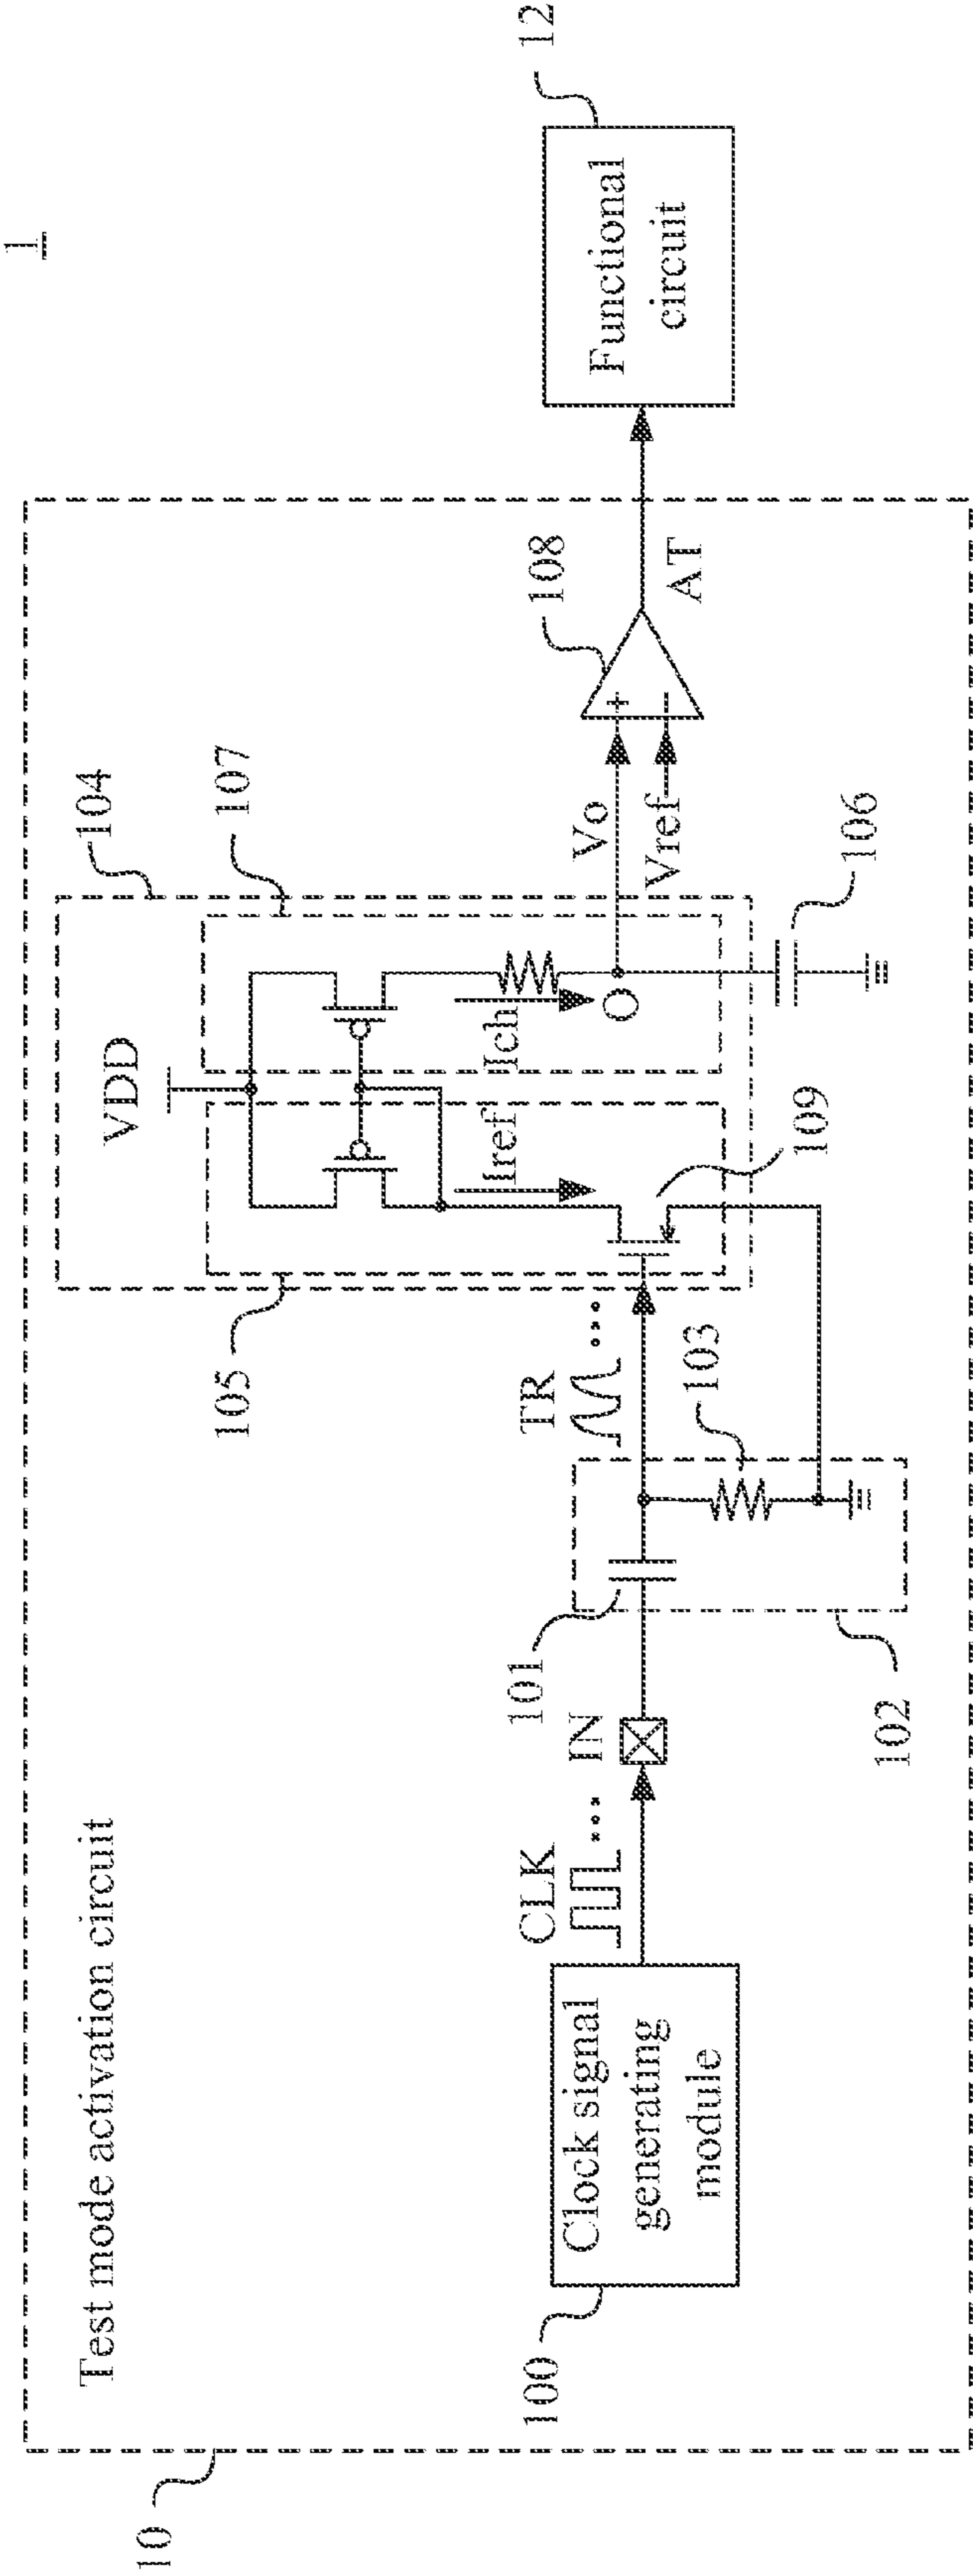 1
Test mode activation circuit
10
104
VDD
107
105
Iref
Ich
O
109
106
Vo
Vref
+
−
108
AT
Functional
circuit
12
Clock signal
generating
module
100
CLK
...
IN
101
102
103
TR
...